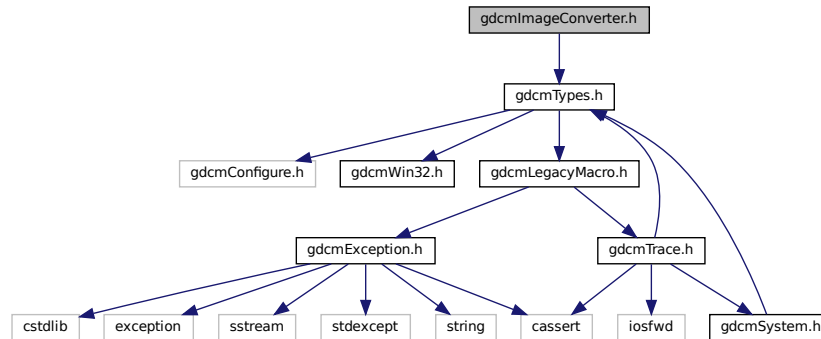 gdcmImageConverter.h
gdcmTypes.h
gdcmConfigure.h
gdcmWin32.h
gdcmLegacyMacro.h
gdcmException.h
gdcmTrace.h
cstdlib
exception
sstream
stdexcept
string
cassert
iosfwd
gdcmSystem.h